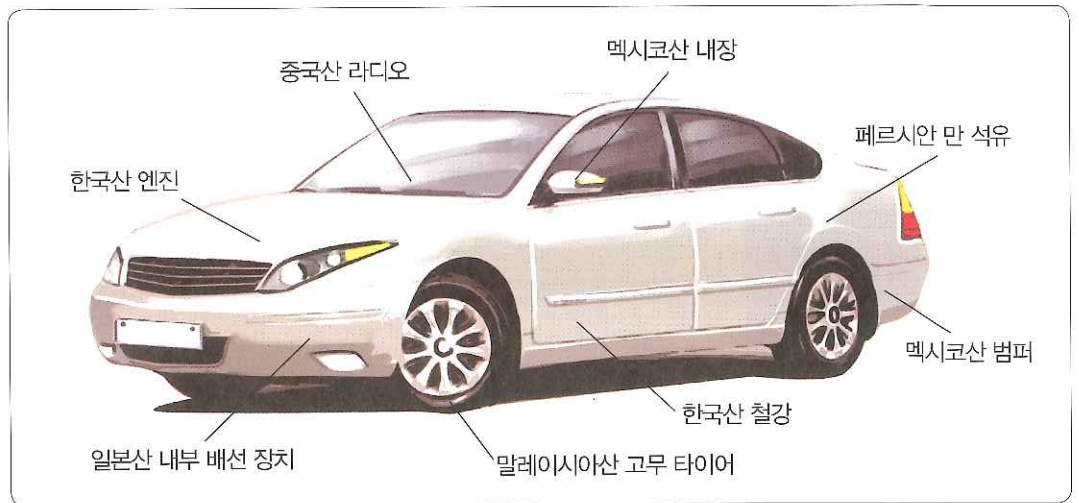 멕시코산 내장
중국산 라디오
페르시안 만 석유
한국산 엔진
멕시코산 범퍼
한국산 철강
일본산 내부 배선 장치
말레이시아산 고무 타이어